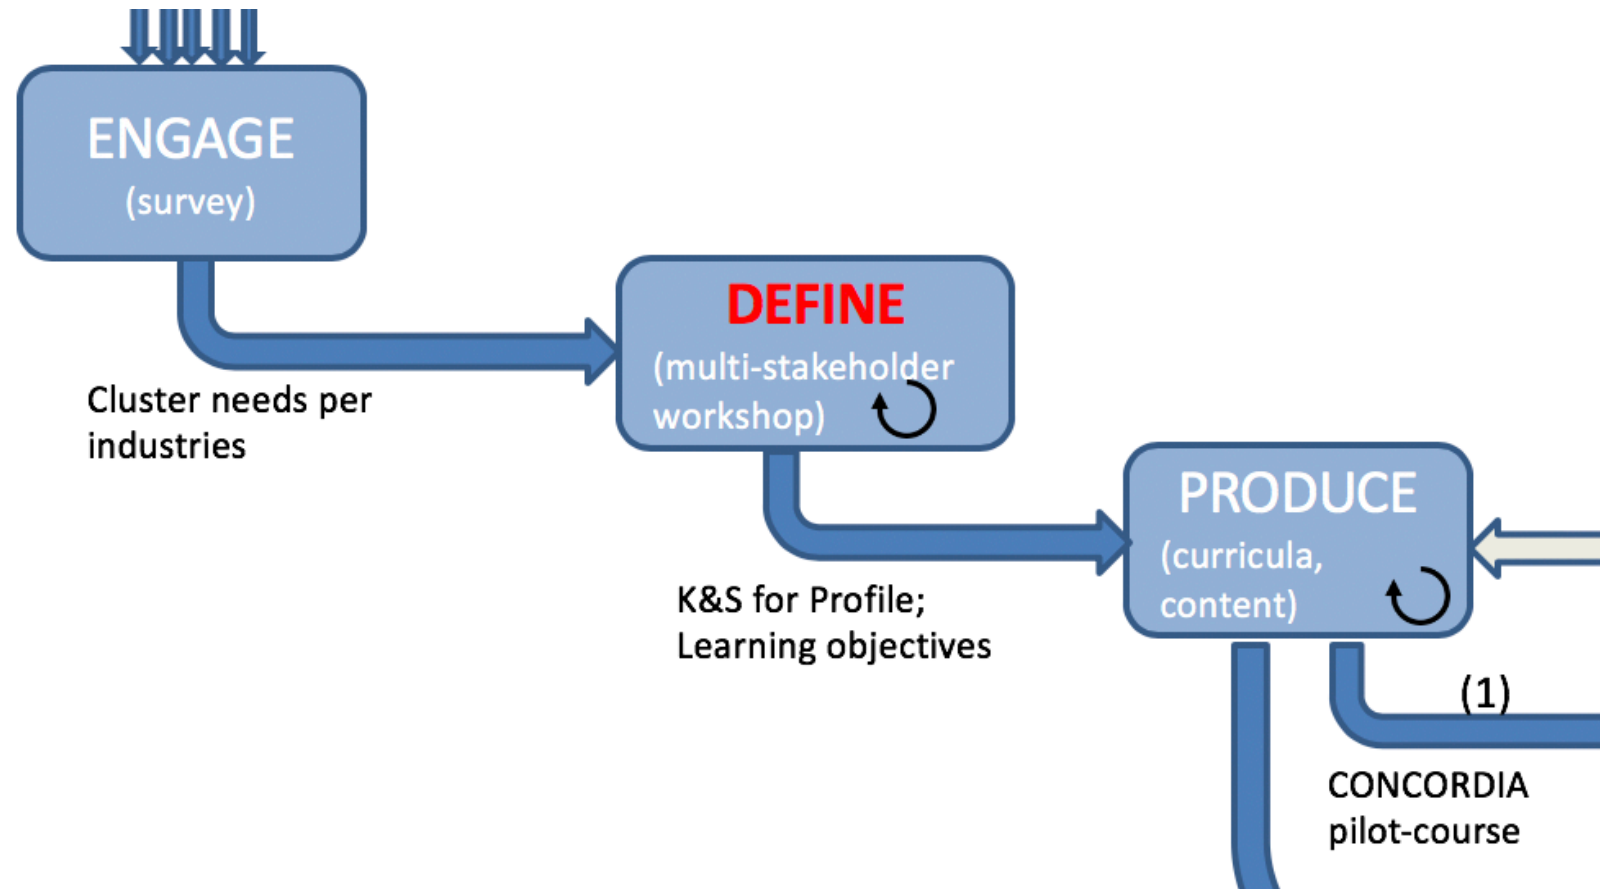 ENGAGE
(survey)
Cluster needs per
industries
DEFINE
(multi-stakeholder
workshop)
K&S for Profile;
Learning objectives
PRODUCE
(curricula,
content)
(1)
CONCORDIA
pilot-course